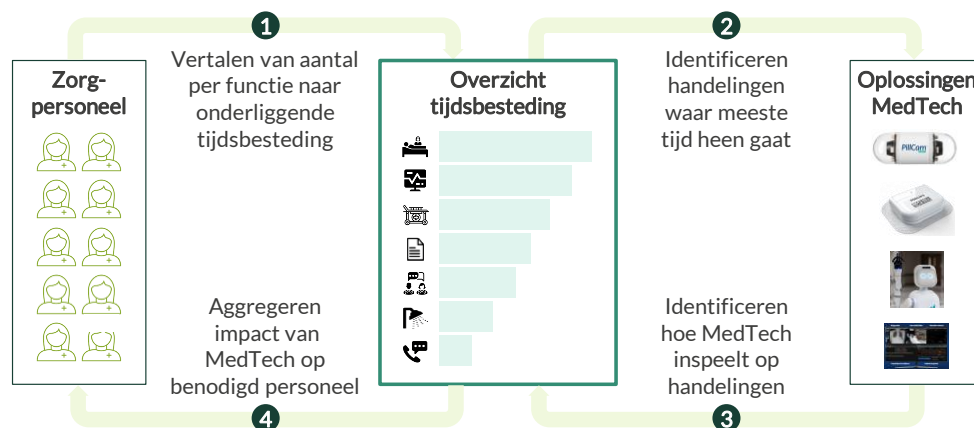 1
2
Zorg-
personeel
Vertalen van aantal
per functie naar
onderliggende
tijdsbesteding
Overzicht
tijdsbesteding
Identificeren
handelingen
waar meeste
tijd heen gaat
Oplossingen
MedTech
PillCam
Aggregeren
impact van
MedTech op
benodigd personeel
Identificeren
hoe MedTech
inspeelt op
handelingen
4
3